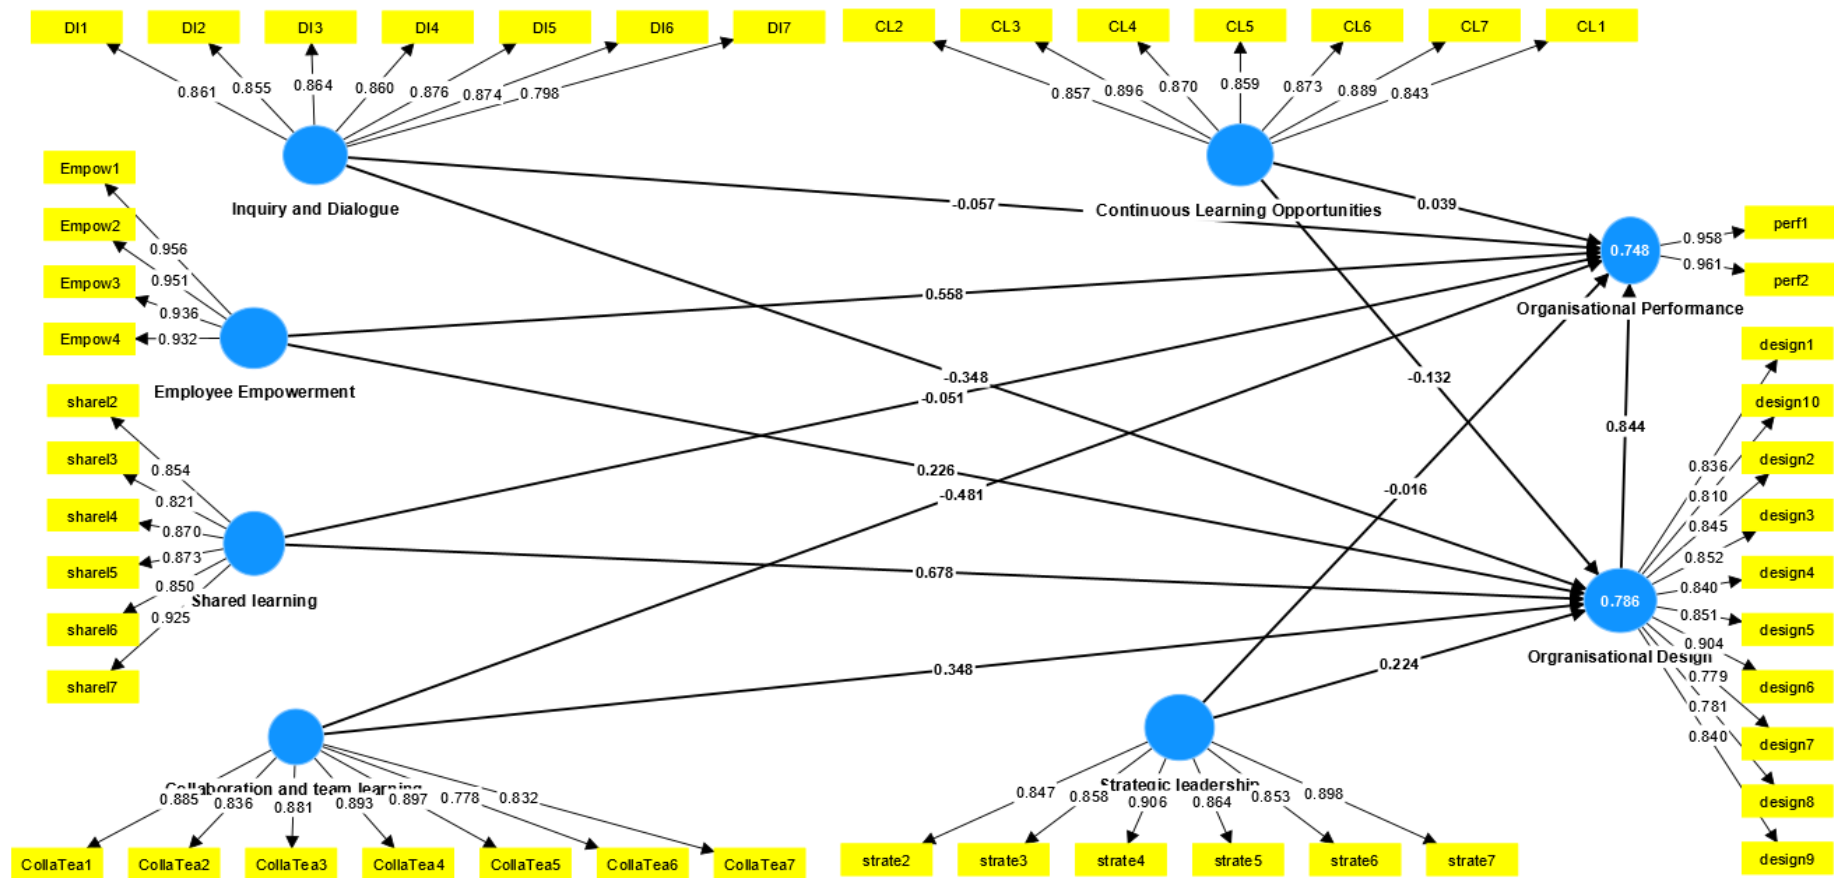 DI1 DI2 DI3 DI4 DI5 DI6 DI7 CL2 CL3 CL4 CL5 CL6 CL7 CL1
0.861 0.855 0.864 0.860 0.876 0.874 0.798 0.857 0.896 0.870 0.859 0.873 0.889 0.843
Empow1
Empow2
Empow3
Empow4
0.956
0.951
0.936
0.932
Inquiry and Dialogue
Continuous Learning Opportunities
-0.057
0.039
0.748
0.958
0.961
perf1
perf2
Organisational Performance
0.558
Employee Empowerment
-0.348
-0.051
-0.132
0.844
0.226
-0.481
-0.016
sharel2
sharel3
sharel4
sharel5
sharel6
sharel7
0.854
0.821
0.870
0.873
0.850
0.925
Shared learning
0.678
0.348
0.224
0.786
Orgranisational Design
design1
design10
design2
design3
design4
design5
design6
design7
design8
design9
0.836
0.810
0.845
0.852
0.840
0.851
0.904
0.779
0.781
0.840
Collaboration and team learning
0.885 0.836 0.881 0.893 0.897 0.778 0.832
CollaTea1 CollaTea2 CollaTea3 CollaTea4 CollaTea5 CollaTea6 CollaTea7
Strategic leadership
0.847 0.858 0.906 0.864 0.853 0.898
strate2 strate3 strate4 strate5 strate6 strate7